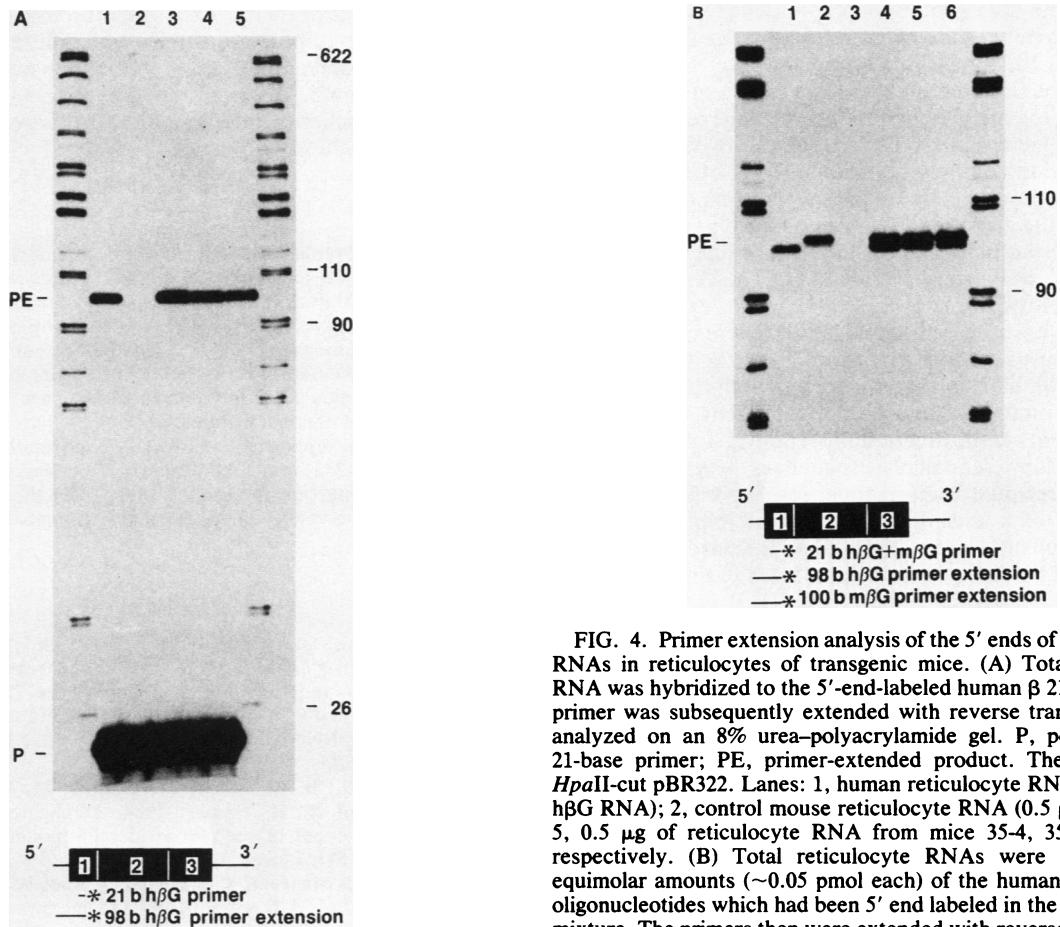 A 1 2 3 4 5
-622
-110
PE-
- 90
- 26
P -
5′ 1 2 3 3′
-* 21 b hβG primer
—* 98 b hβG primer extension
B 1 2 3 4 5 6
-110
PE-
- 90
5′ 3′
1 2 3
-* 21 b hβG+mβG primer
—* 98 b hβG primer extension
—* 100 b mβG primer extension
FIG. 4. Primer extension analysis of the 5′ ends of
RNAs in reticulocytes of transgenic mice. (A) Tota
RNA was hybridized to the 5′-end-labeled human β 2
primer was subsequently extended with reverse tran
analyzed on an 8% urea–polyacrylamide gel. P, p
21-base primer; PE, primer-extended product. The
HpaII-cut pBR322. Lanes: 1, human reticulocyte RN
hβG RNA); 2, control mouse reticulocyte RNA (0.5
5, 0.5 μg of reticulocyte RNA from mice 35-4, 35
respectively. (B) Total reticulocyte RNAs were
equimolar amounts (~0.05 pmol each) of the human
oligonucleotides which had been 5′ end labeled in the
mixture. The primers then were extended with revers